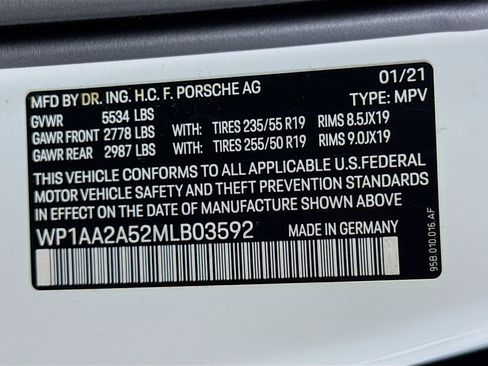 MFD BY DR. ING. H.C. F. PORSCHE AG 01/21
GVWR 5534 LBS TYPE: MPV
GAWR FRONT 2778 LBS WITH: TIRES 235/55 R19 RIMS 8.5JX19
GAWR REAR 2987 LBS WITH: TIRES 255/50 R19 RIMS 9.0JX19
THIS VEHICLE CONFORMS TO ALL APPLICABLE U.S.FEDERAL
MOTOR VEHICLE SAFETY AND THEFT PREVENTION STANDARDS
IN EFFECT ON THE DATE OF MANUFACTURE SHOWN ABOVE
WP1AA2A52MLB03592 MADE IN GERMANY
95B.010.016 AF